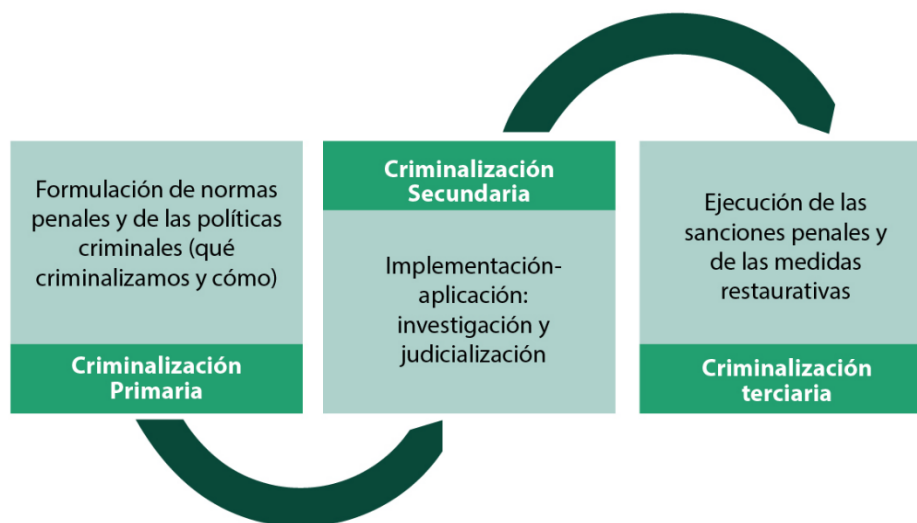 Formulación de normas
penales y de las políticas
criminales (qué
criminalizamos y cómo)
Criminalización
Primaria
Criminalización
Secundaria
Implementación-
aplicación:
investigación y
judicialización
Ejecución de las
sanciones penales y
de las medidas
restaurativas
Criminalización
terciaria